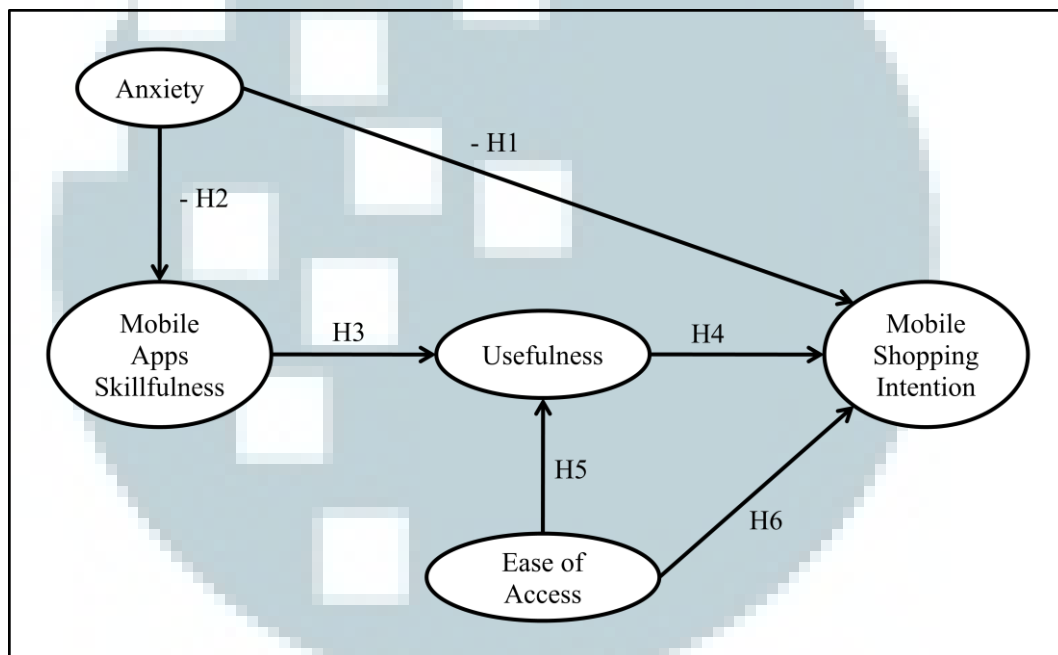 Anxiety
- H1
- H2
Mobile
Apps
Skillfulness
H3
Usefulness
H4
Mobile
Shopping
Intention
H5
H6
Ease of
Access